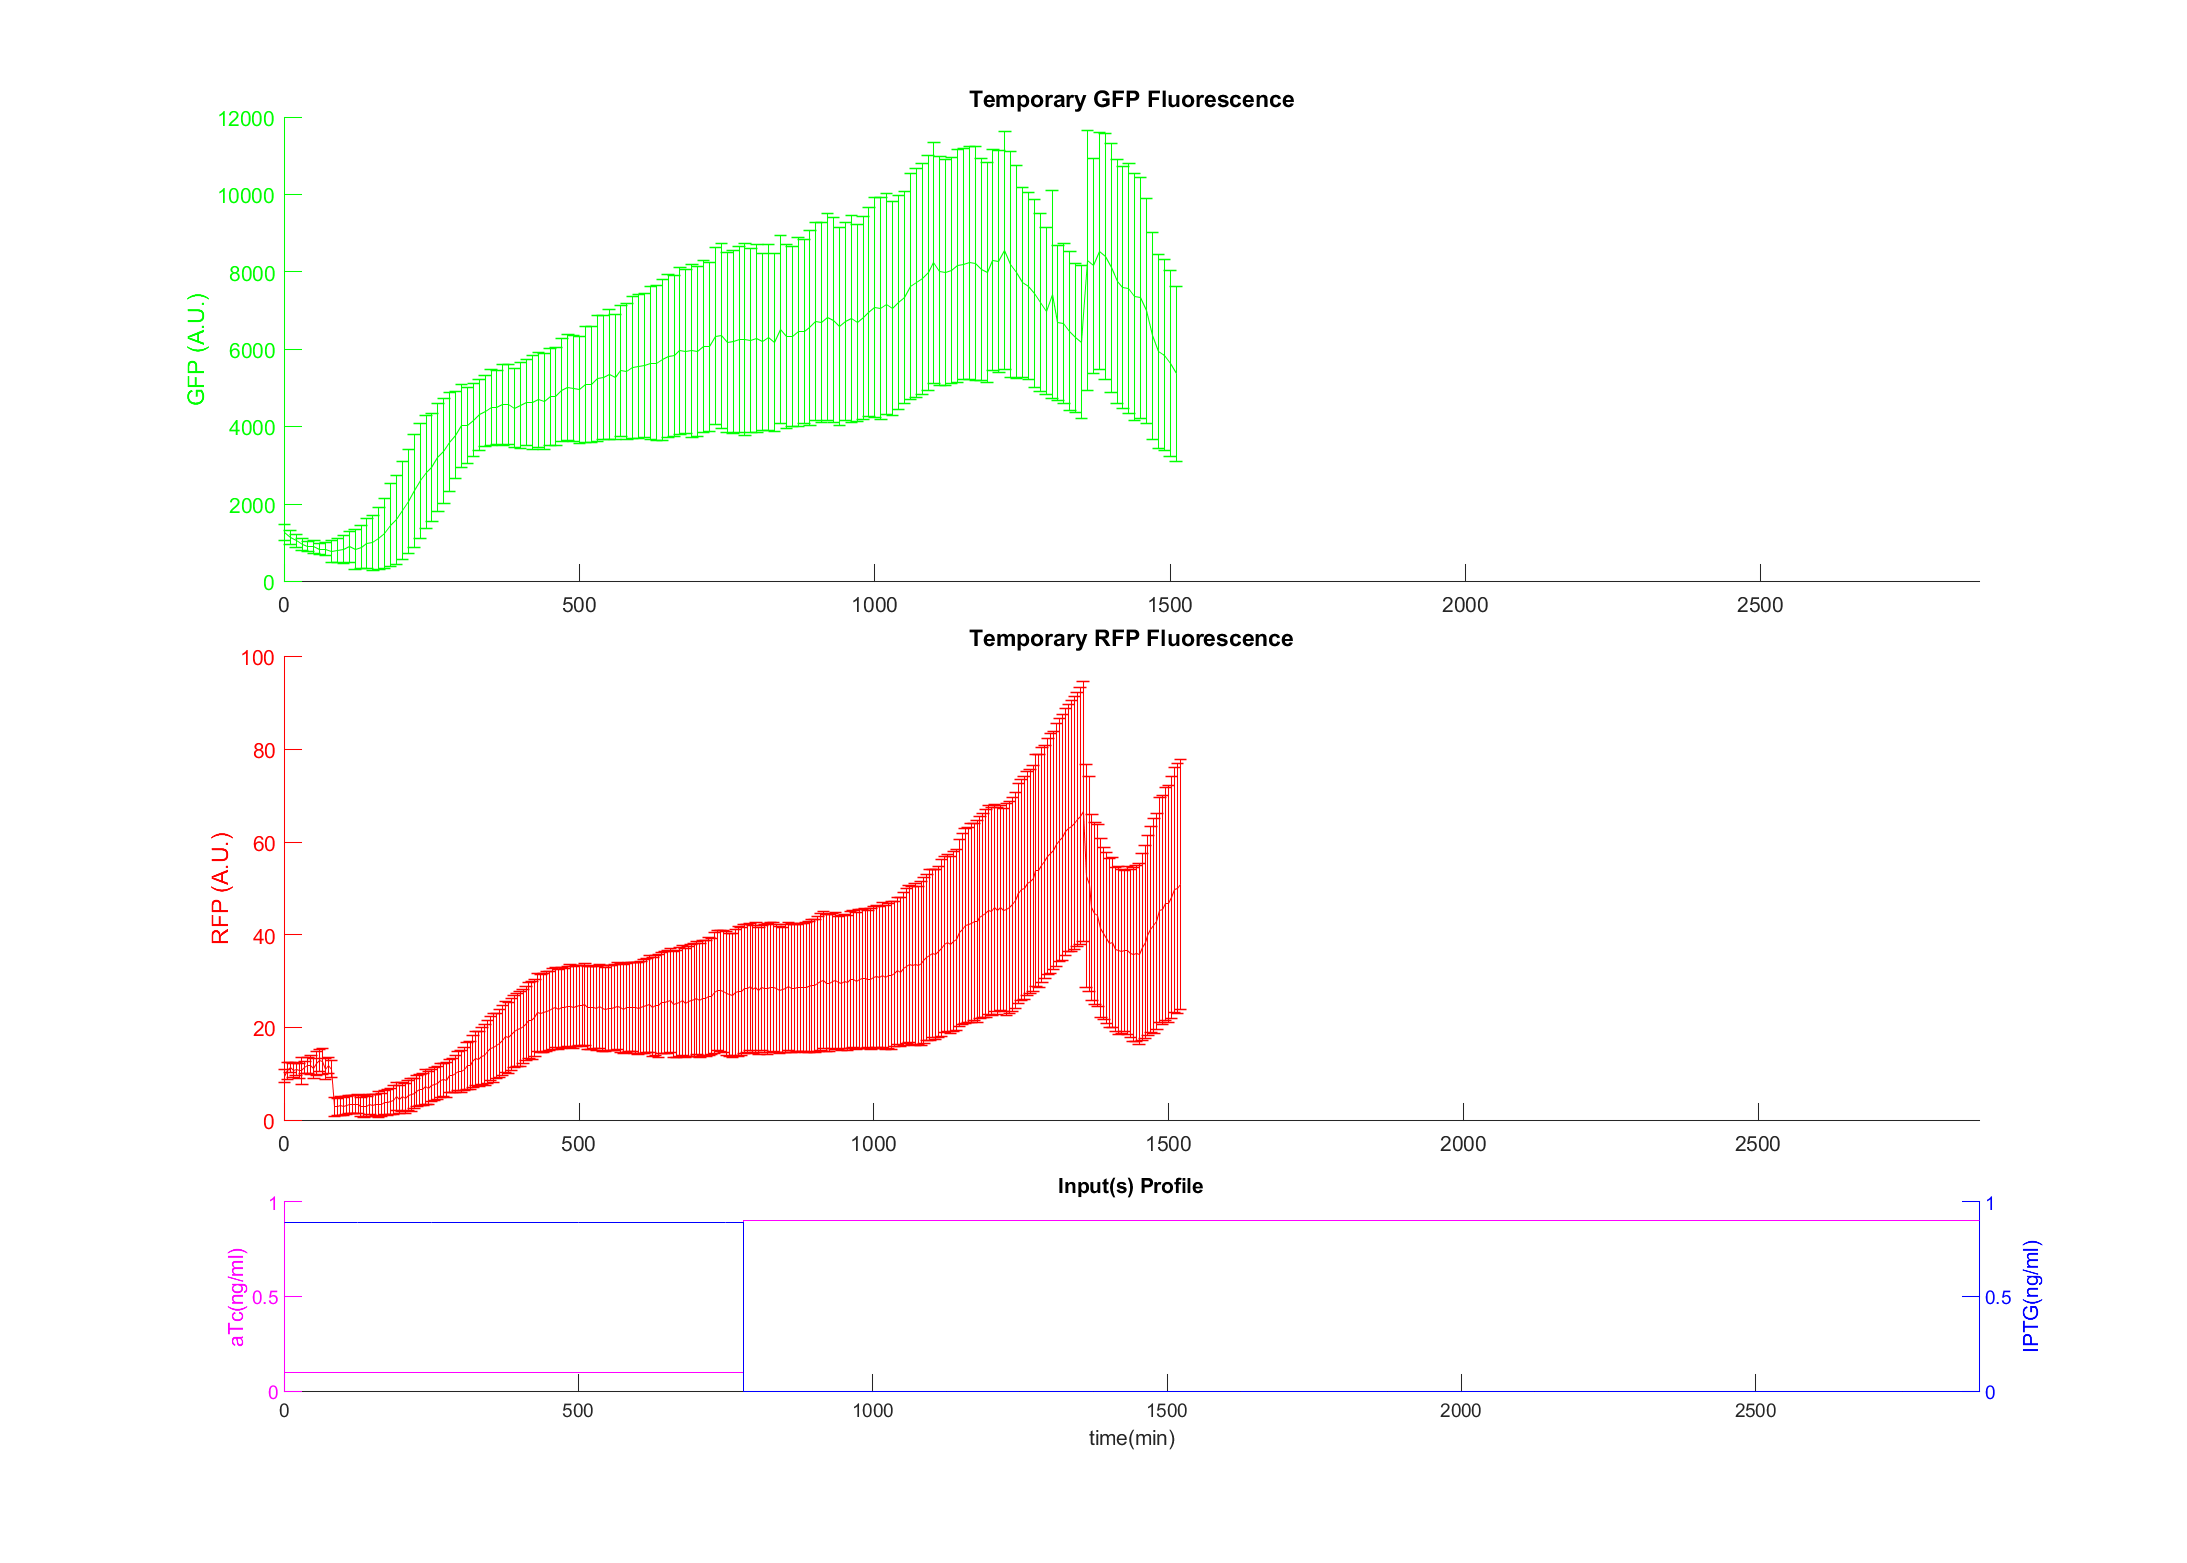 Temporary GFP Fluorescence
12000
10000
8000
6000
4000
2000
0
GFP (A.U.)
0 500 1000 1500 2000 2500
Temporary RFP Fluorescence
100
80
60
40
20
0
RFP (A.U.)
0 500 1000 1500 2000 2500
Input(s) Profile
1
0.5
0
aTc(ng/ml)
1
0.5
0
IPTG(ng/ml)
0 500 1000 1500 2000 2500
time(min)